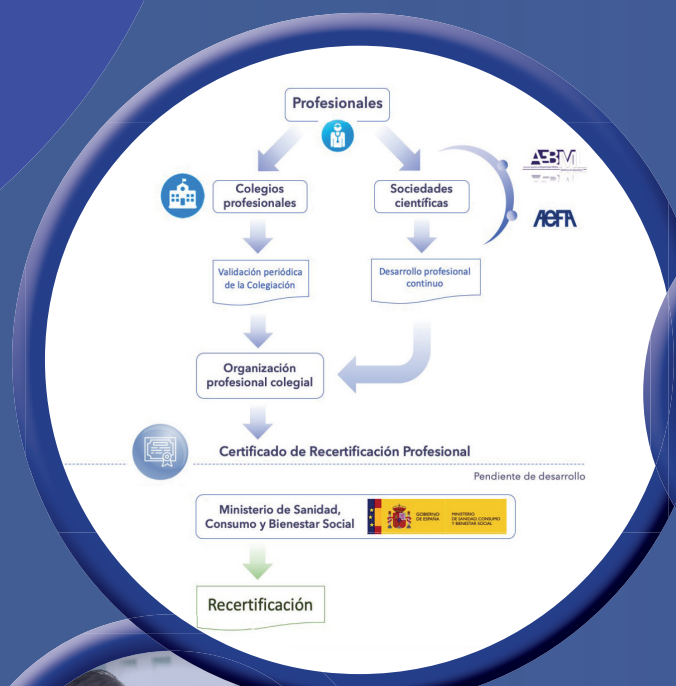 Profesionales
Colegios
profesionales
Sociedades
científicas
AEBM
AEFA
Validación periódica
de la Colegiación
Desarrollo profesional
continuo
Organización
profesional colegial
Certificado de Recertificación Profesional
Pendiente de desarrollo
Ministerio de Sanidad,
Consumo y Bienestar Social
GOBIERNO
DE ESPAÑA
MINISTERIO
DE SANIDAD, CONSUMO
Y BIENESTAR SOCIAL
Recertificación